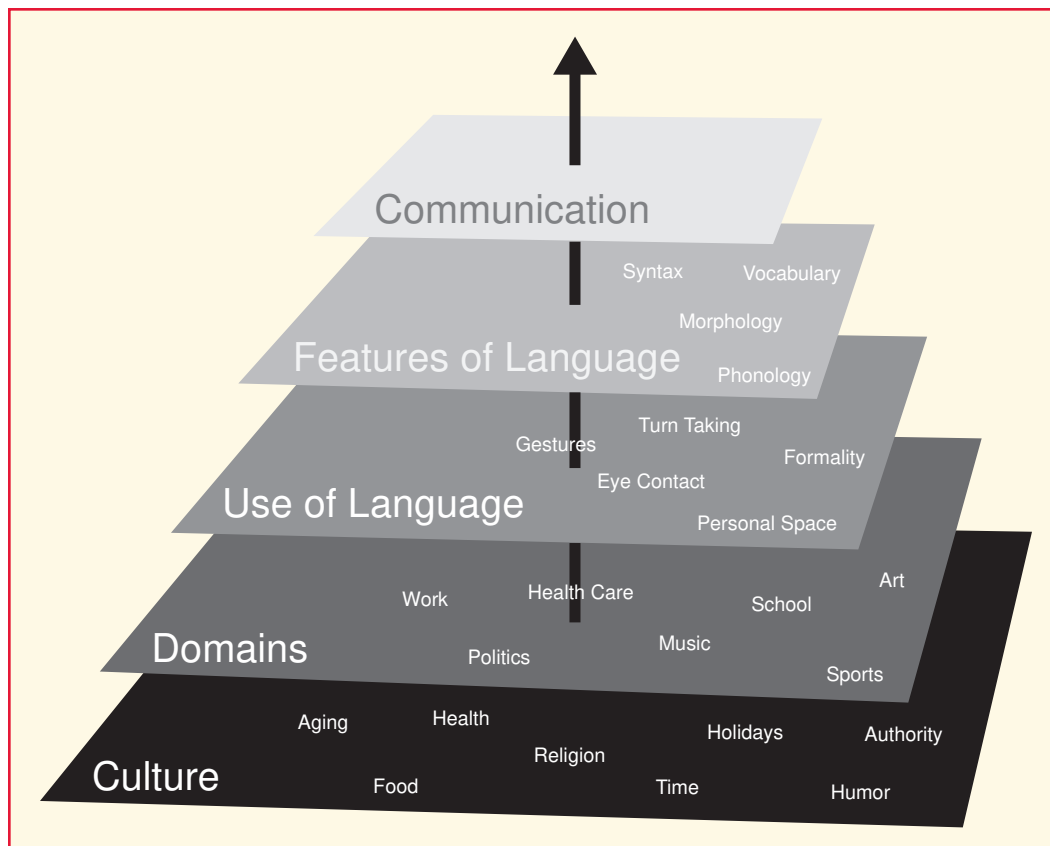 Communication
Syntax
Vocabulary
Morphology
Features of Language
Phonology
Turn Taking
Gestures
Formality
Eye Contact
Use of Language
Personal Space
Art
Health Care
Work
School
Music
Domains
Politics
Sports
Aging
Health
Holidays
Authority
Religion
Culture
Food
Time
Humor